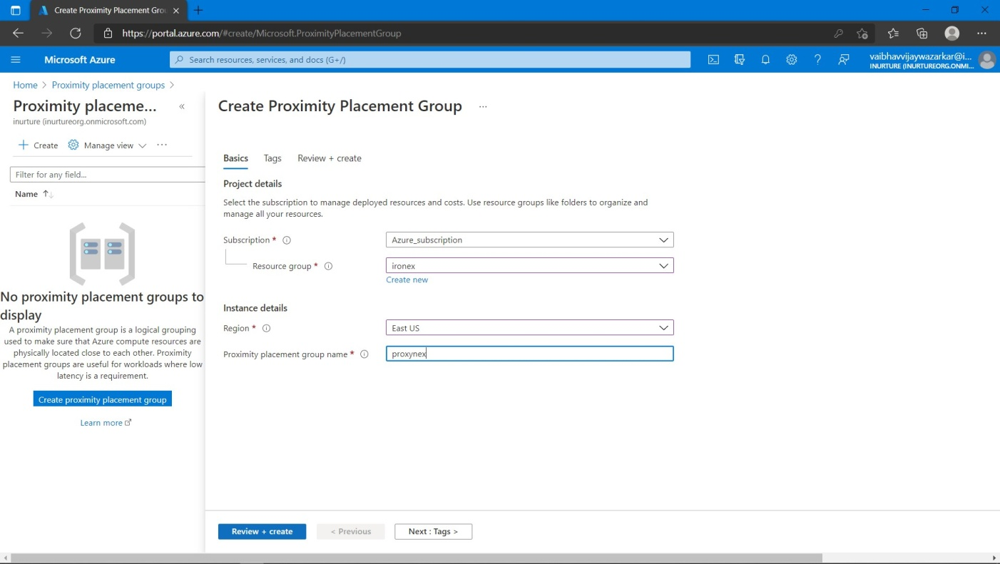 Create Proximity Placement Grou
https://portal.azure.com/#create/Microsoft.ProximityPlacementGroup
Microsoft Azure
Search resources, services, and docs (G+/)
vaibhavvijaywazarkar@i...
INURTURE (INURTUREORG.ONMI...
Home > Proximity placement groups >
Proximity placeme... «
inurture (inurtureorg.onmicrosoft.com)
+ Create Manage view ...
Filter for any field...
Name ↑↓
No proximity placement groups to
display
A proximity placement group is a logical grouping
used to make sure that Azure compute resources are
physically located close to each other. Proximity
placement groups are useful for workloads where low
latency is a requirement.
Create proximity placement group
Learn more
Create Proximity Placement Group ...
Basics Tags Review + create
Project details
Select the subscription to manage deployed resources and costs. Use resource groups like folders to organize and
manage all your resources.
Subscription * Azure_subscription
Resource group * ironex
Create new
Instance details
Region * East US
Proximity placement group name * proxynex
Review + create < Previous Next : Tags >